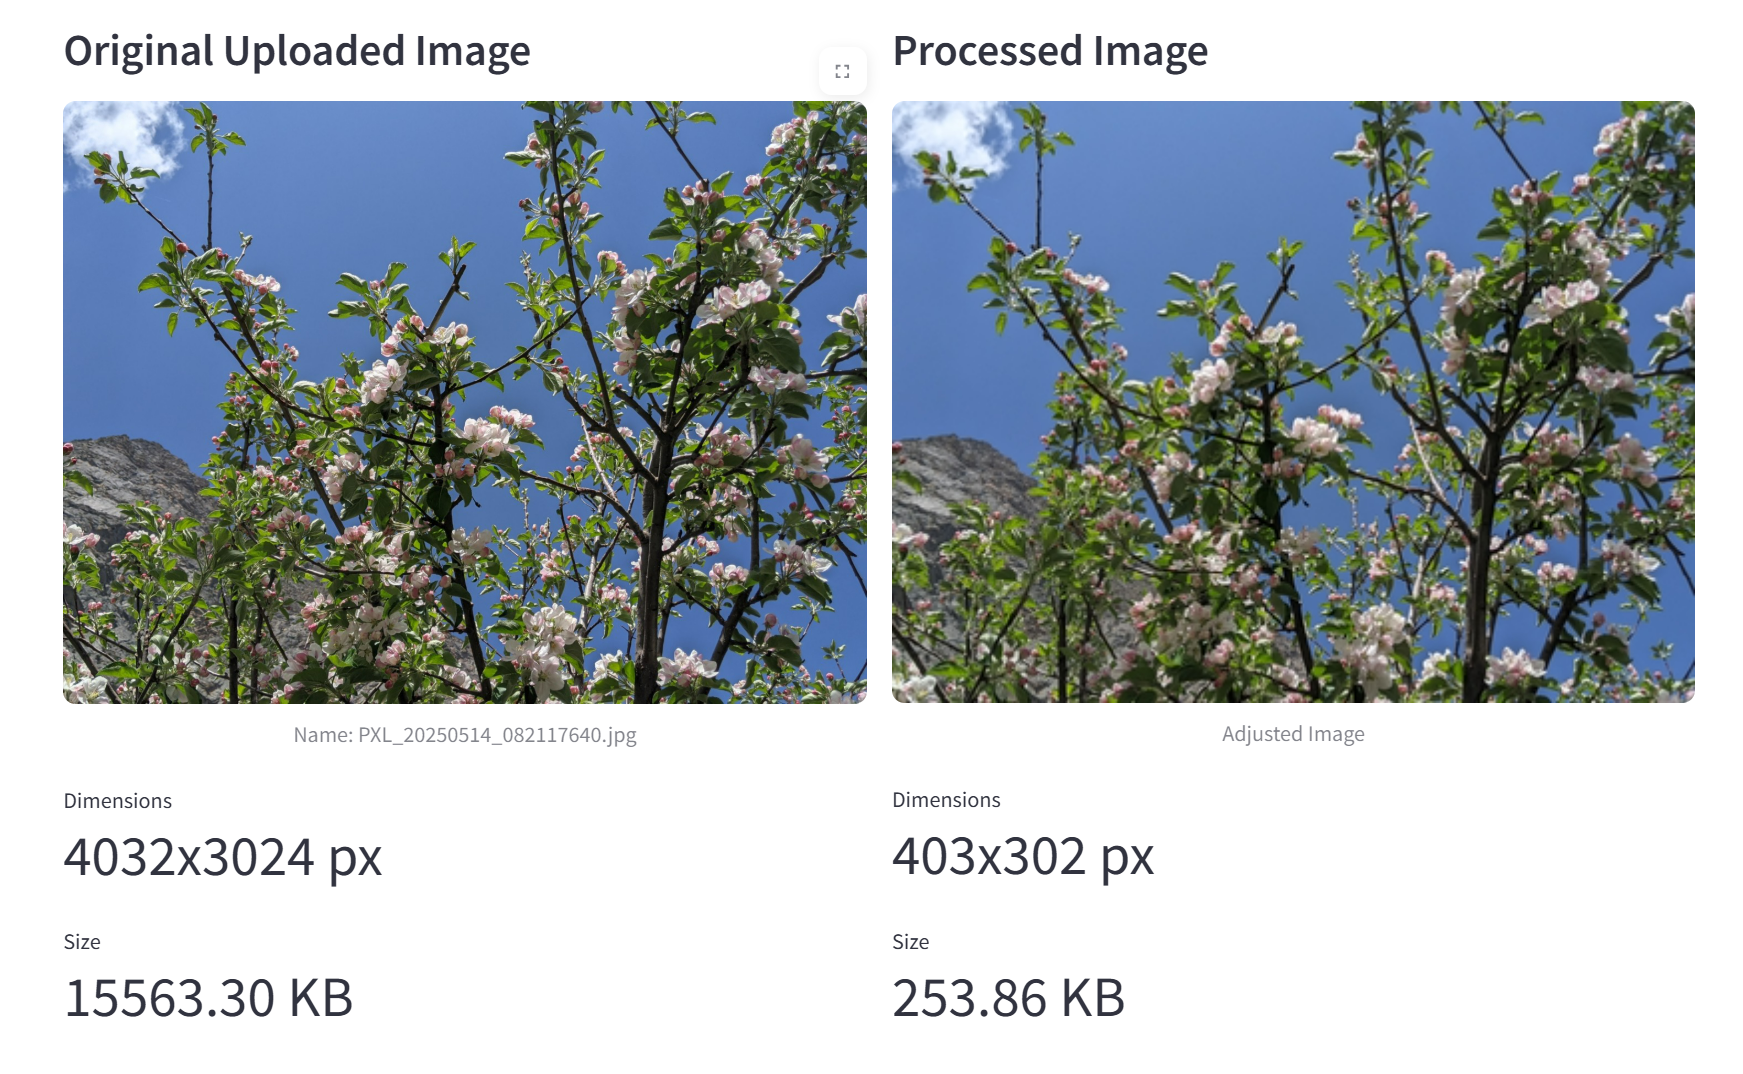 Original Uploaded Image
Name: PXL_20250514_082117640.jpg
Dimensions
4032x3024 px
Size
15563.30 KB
Processed Image
Adjusted Image
Dimensions
403x302 px
Size
253.86 KB